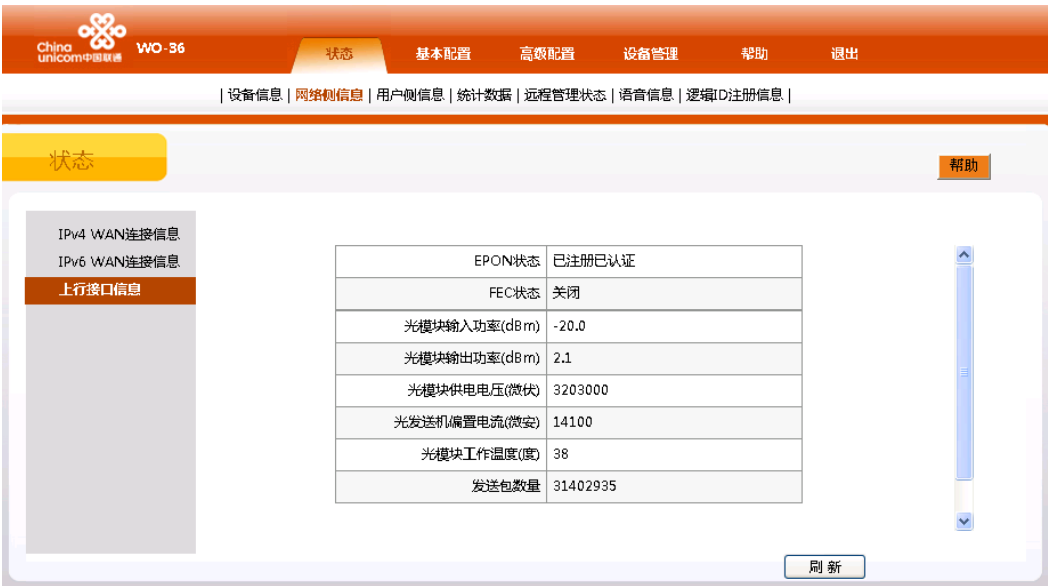 China
unicom中国联通
WO-36
状态 基本配置 高级配置 设备管理 帮助 退出
| 设备信息 | 网络侧信息 | 用户侧信息 | 统计数据 | 远程管理状态 | 语音信息 | 逻辑ID注册信息 |
状态
帮助
IPv4 WAN连接信息
IPv6 WAN连接信息
上行接口信息
EPON状态 已注册已认证
FEC状态 关闭
光模块输入功率(dBm) -20.0
光模块输出功率(dBm) 2.1
光模块供电电压(微伏) 3203000
光发送机偏置电流(微安) 14100
光模块工作温度(度) 38
发送包数量 31402935
刷 新